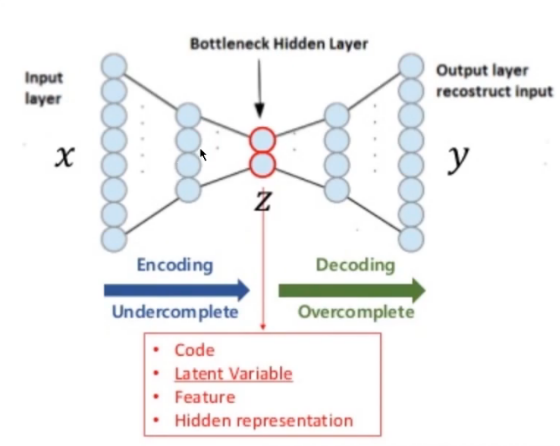 Bottleneck Hidden Layer
Input
layer
Output layer
recostruct input
x
y
z
Encoding
Decoding
Undercomplete
Overcomplete
• Code
• Latent Variable
• Feature
• Hidden representation